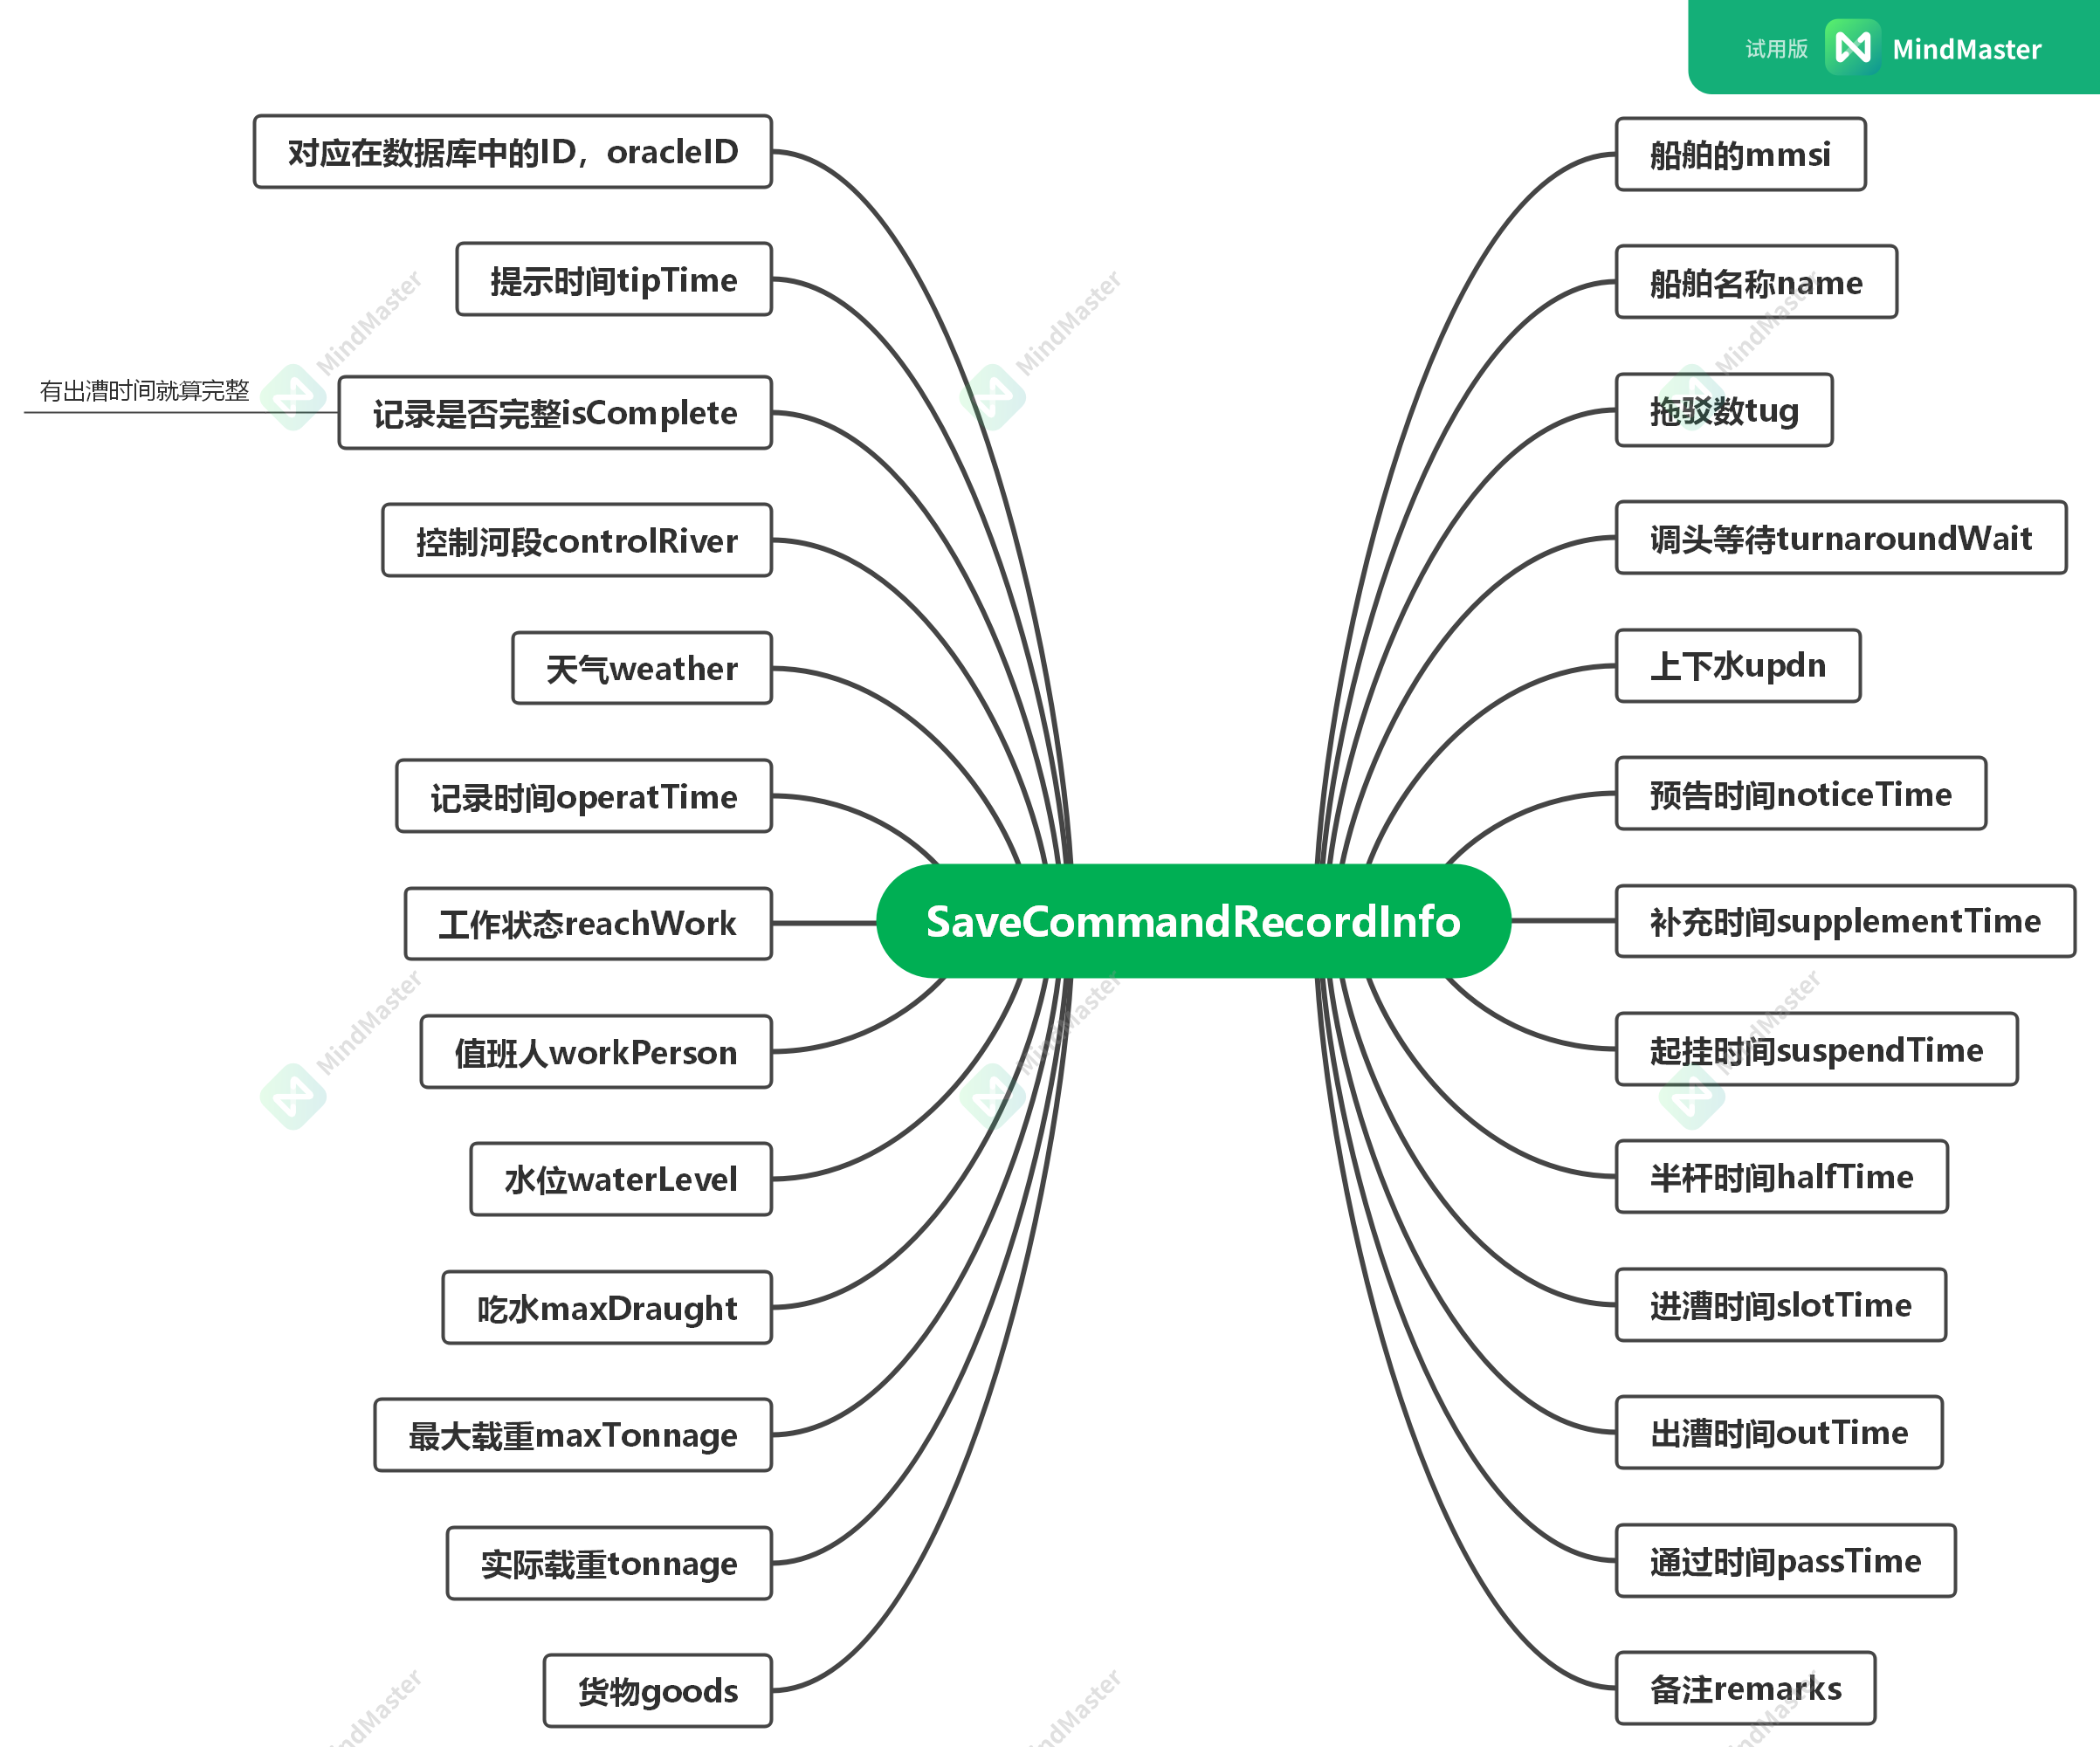 试用版 MindMaster
对应在数据库中的ID，oracleID
提示时间tipTime
有出漕时间就算完整
记录是否完整isComplete
控制河段controlRiver
天气weather
记录时间operatTime
工作状态reachWork
值班人workPerson
水位waterLevel
吃水maxDraught
最大载重maxTonnage
实际载重tonnage
货物goods
SaveCommandRecordInfo
船舶的mmsi
船舶名称name
拖驳数tug
调头等待turnaroundWait
上下水updn
预告时间noticeTime
补充时间supplementTime
起挂时间suspendTime
半杆时间halfTime
进漕时间slotTime
出漕时间outTime
通过时间passTime
备注remarks
MindMaster
MindMaster
MindMaster
MindMaster
MindMaster
MindMaster
MindMaster
MindMaster
MindMaster